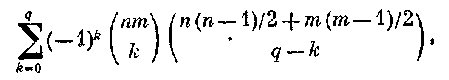 \sum_{k=0}^{q} (-1)^k \binom{nm}{k} \binom{n(n-1)/2+m(m-1)/2}{q-k},